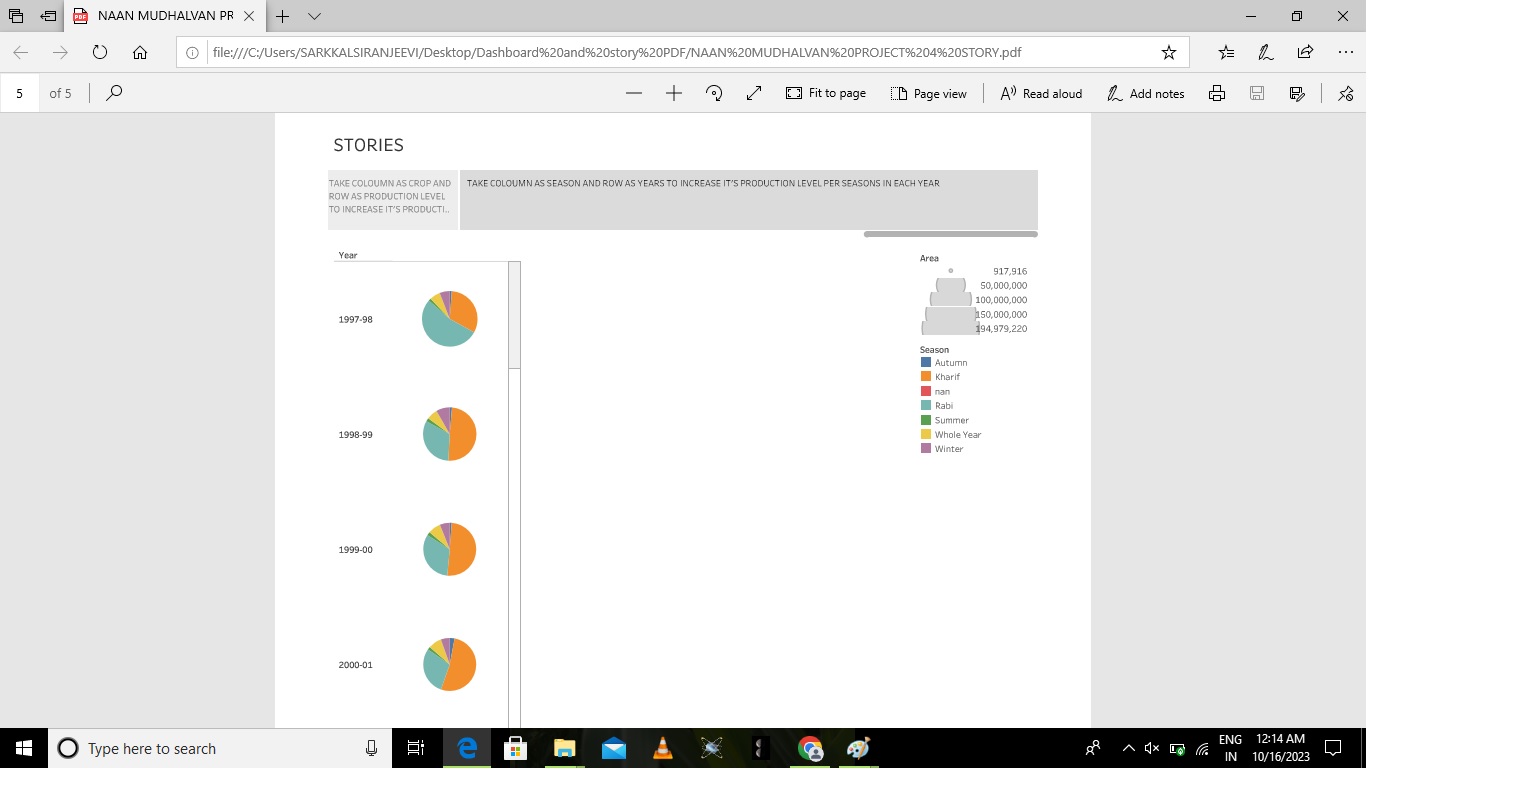 NAAN MUDHALVAN PR
file:///C:/Users/SARKKALSIRANJEEVI/Desktop/Dashboard%20and%20story%20PDF/NAAN%20MUDHALVAN%20PROJECT%204%20STORY.pdf
5 of 5
Fit to page
Page view
Read aloud
Add notes
STORIES
TAKE COLOUMN AS CROP AND
ROW AS PRODUCTION LEVEL
TO INCREASE IT'S PRODUCTI..
TAKE COLOUMN AS SEASON AND ROW AS YEARS TO INCREASE IT'S PRODUCTION LEVEL PER SEASONS IN EACH YEAR
Year
1997-98
1998-99
1999-00
2000-01
Area
917,916
50,000,000
100,000,000
150,000,000
194,979,220
Season
Autumn
Kharif
nan
Rabi
Summer
Whole Year
Winter
Type here to search
ENG
IN
12:14 AM
10/16/2023